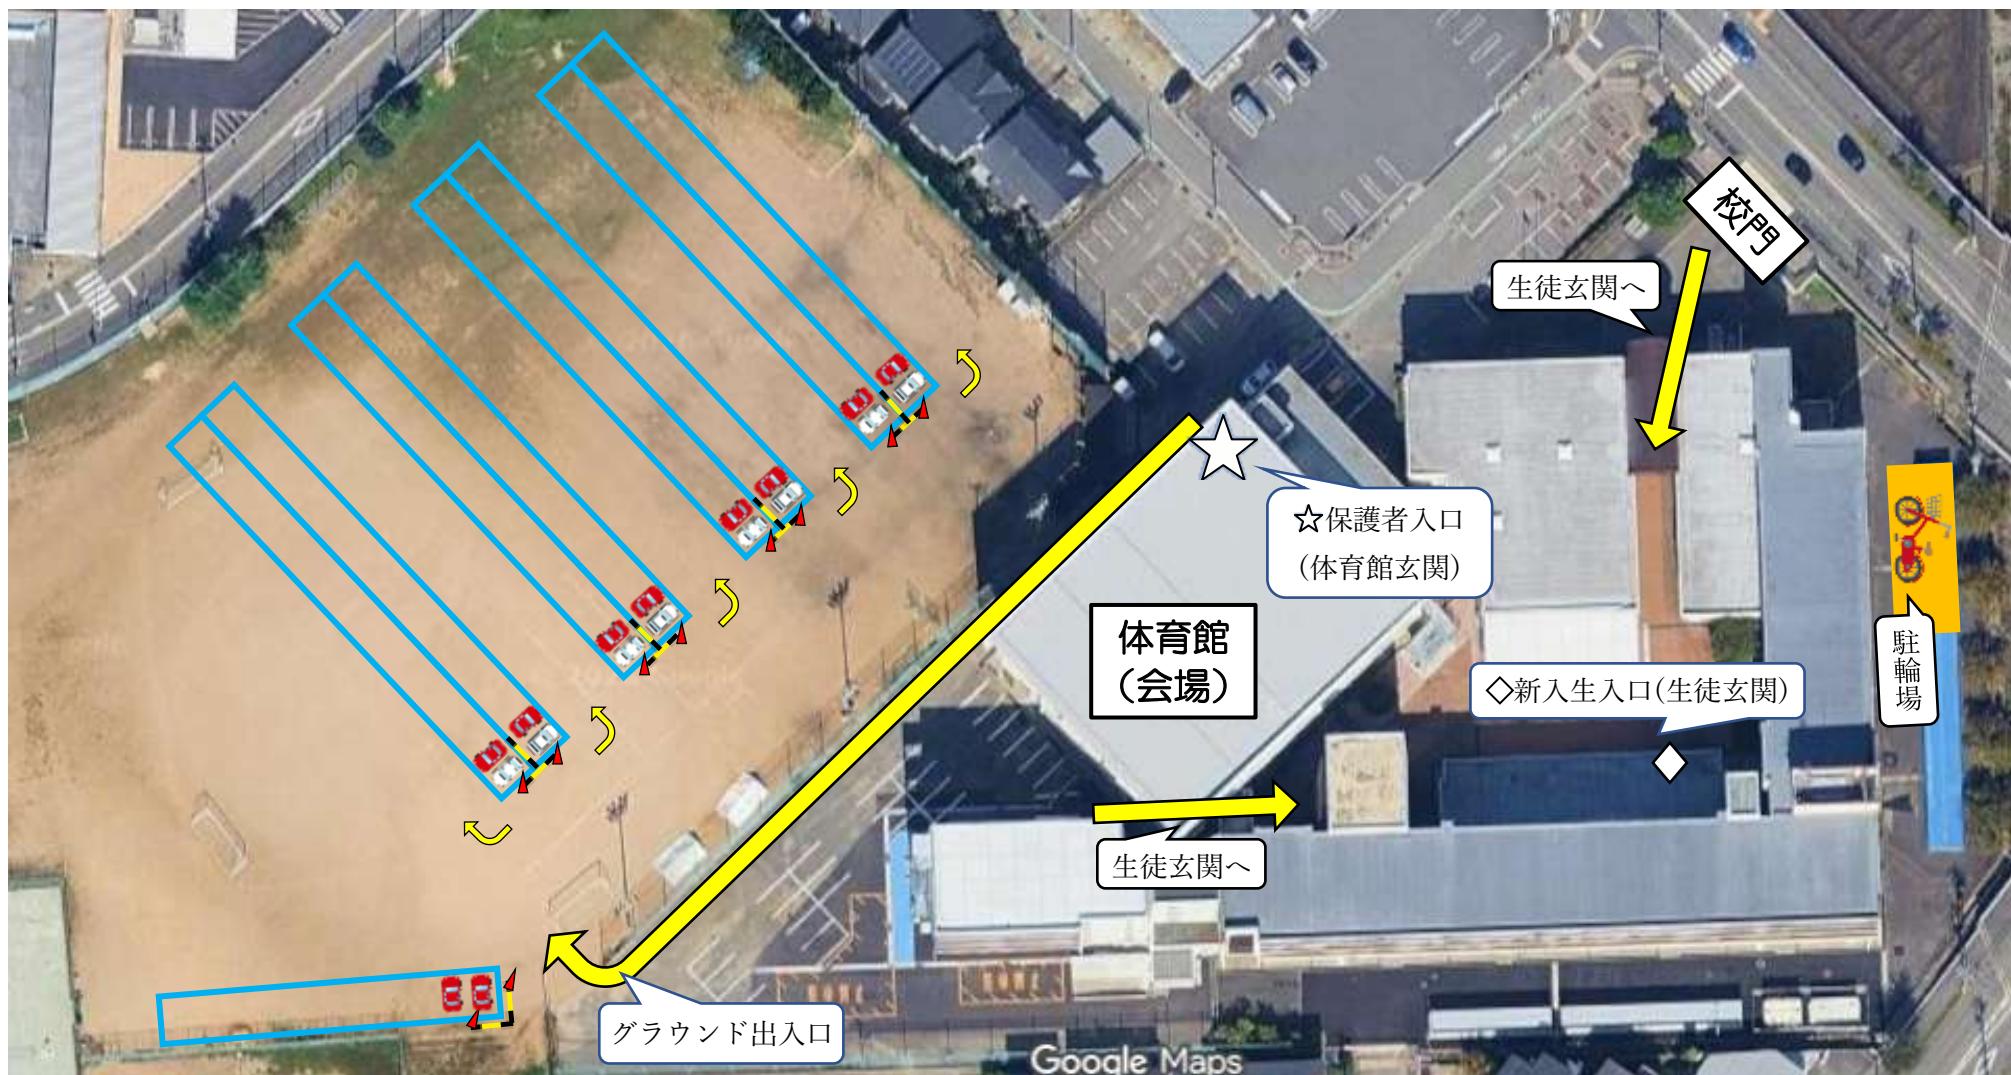 校門
生徒玄関へ
☆保護者入口
(体育館玄関)
体育館
(会場)
◇新入生入口(生徒玄関)
駐輪場
生徒玄関へ
グラウンド出入口
Google Maps